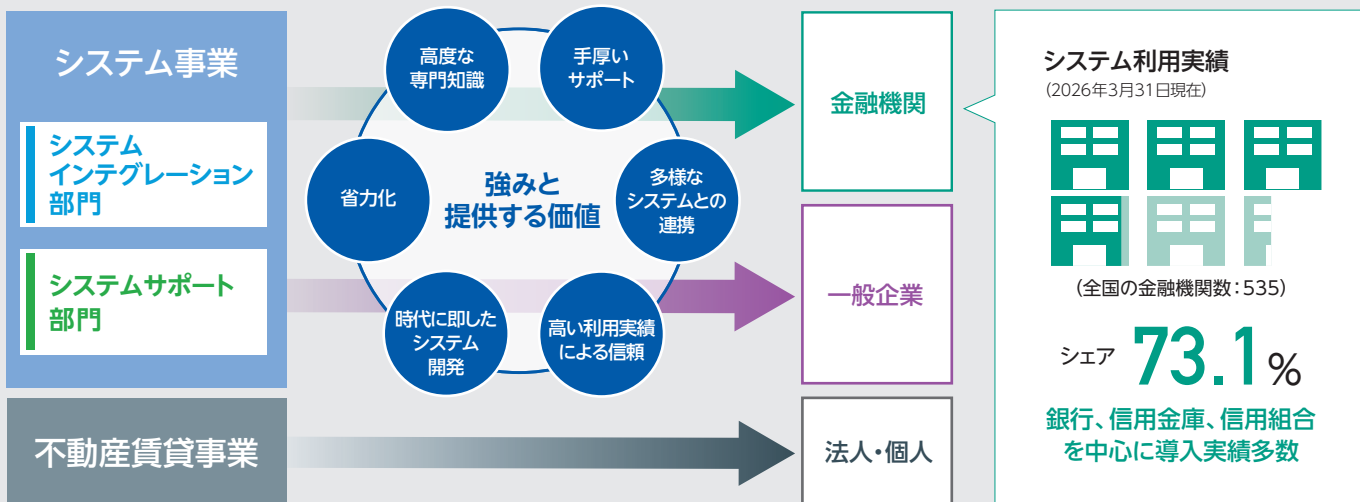 システム事業
システム
インテグレーション
部門
システムサポート
部門
不動産賃貸事業
高度な
専門知識
手厚い
サポート
省力化
強みと
提供する価値
多様な
システムとの
連携
時代に即した
システム
開発
高い利用実績
による信頼
金融機関
一般企業
法人・個人
システム利用実績
(2026年3月31日現在)
(全国の金融機関数:535)
シェア 73.1%
銀行、信用金庫、信用組合
を中心に導入実績多数